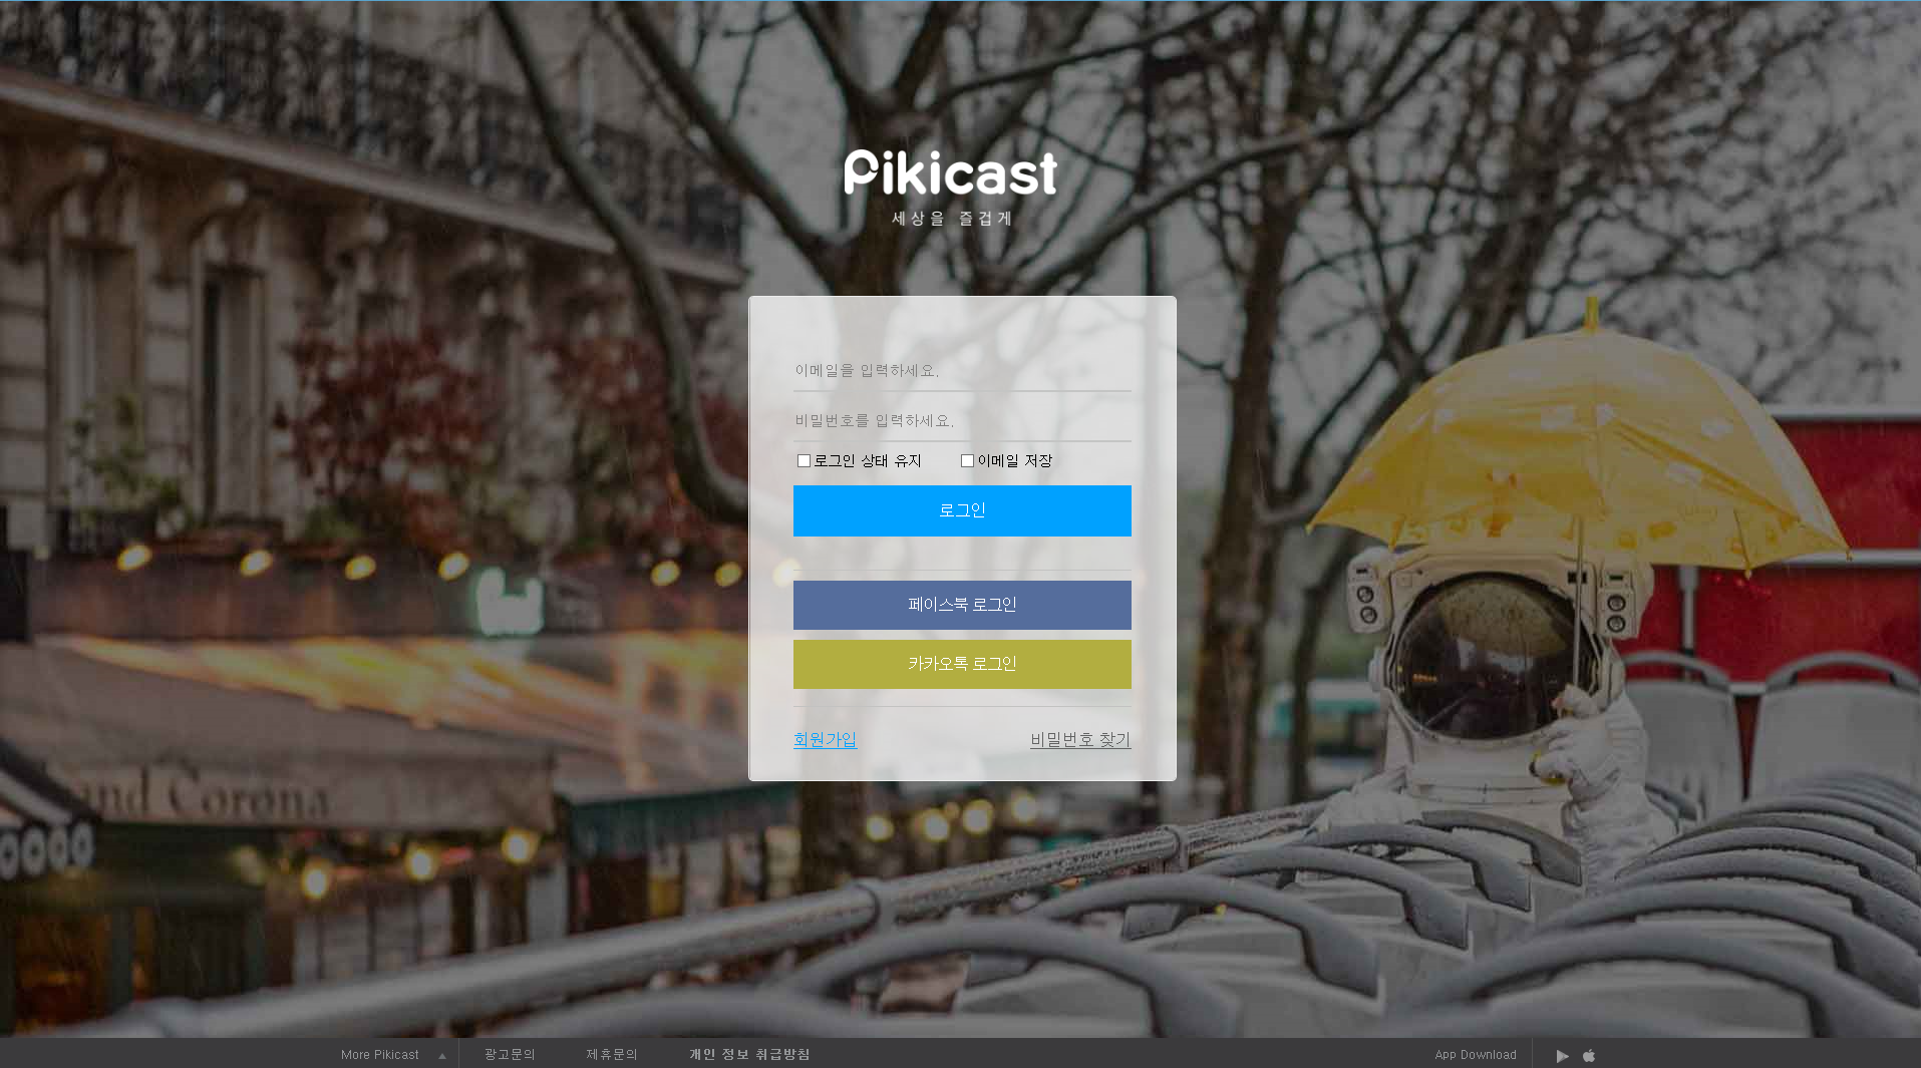 Pikicast
세상을 즐겁게
이메일을 입력하세요.
비밀번호를 입력하세요.
로그인 상태 유지 이메일 저장
로그인
페이스북 로그인
카카오톡 로그인
회원가입 비밀번호 찾기
and Corona
More Pikicast 광고문의 제휴문의 개인 정보 취급방침 App Download